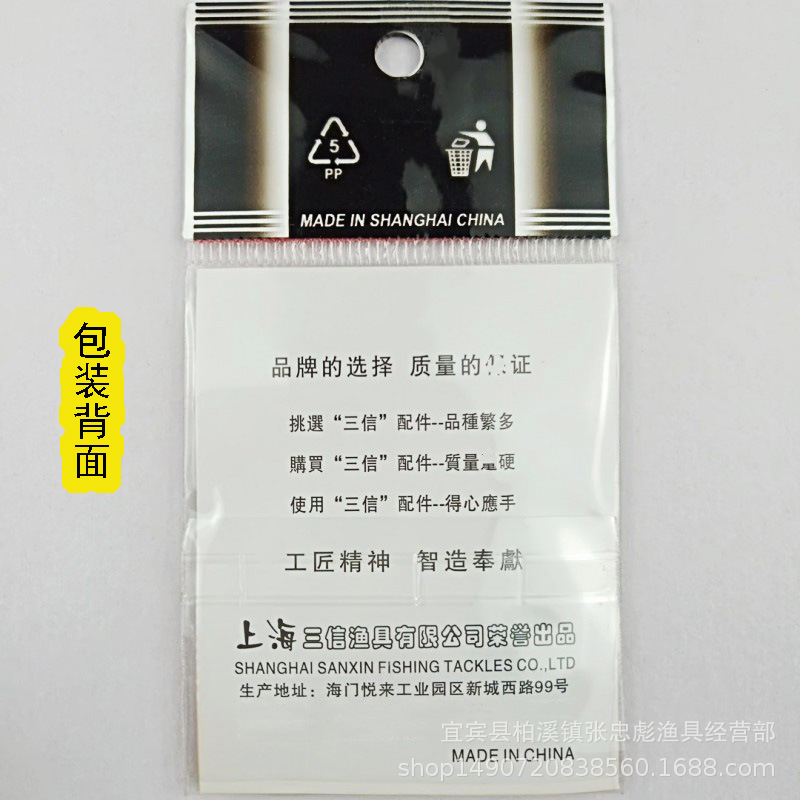 5
PP
MADE IN SHANGHAI CHINA
包装背面
品牌的选择 质量的保证
挑選“三信”配件--品種繁多
購買“三信”配件--質量過硬
使用“三信”配件--得心應手
工匠精神 智造奉獻
上海三信渔具有限公司荣誉出品
SHANGHAI SANXIN FISHING TACKLES CO.,LTD
生产地址：海门悦来工业园区新城西路99号
宜宾县柏溪镇张忠彪渔具经营部
MADE IN CHINA
shop1490720838560.1688.com